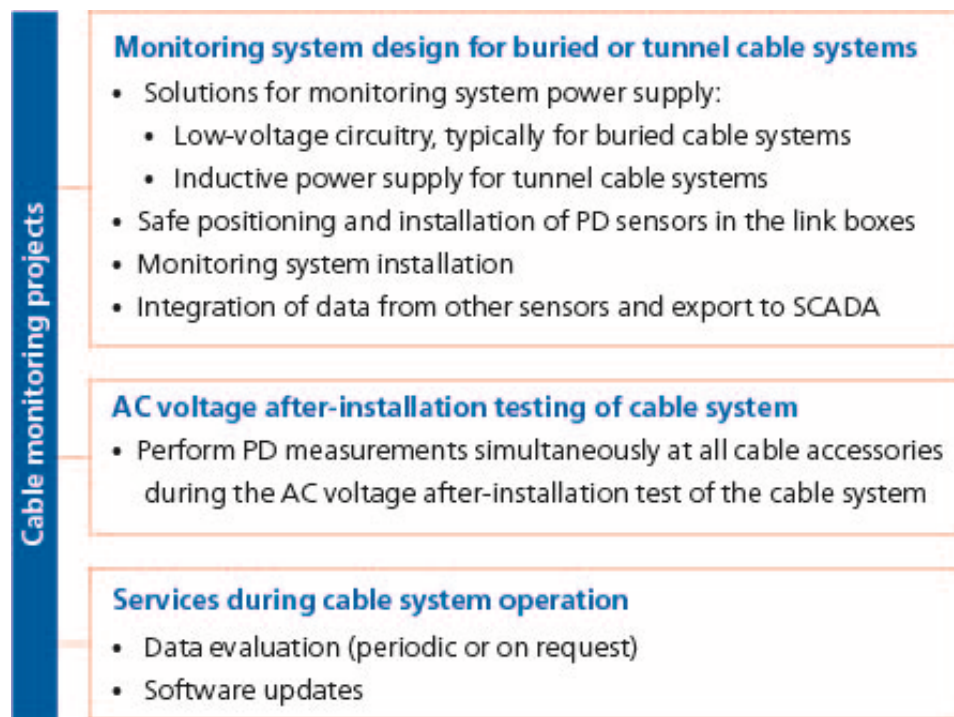 Cable monitoring projects
Monitoring system design for buried or tunnel cable systems
• Solutions for monitoring system power supply:
• Low-voltage circuitry, typically for buried cable systems
• Inductive power supply for tunnel cable systems
• Safe positioning and installation of PD sensors in the link boxes
• Monitoring system installation
• Integration of data from other sensors and export to SCADA
AC voltage after-installation testing of cable system
• Perform PD measurements simultaneously at all cable accessories
during the AC voltage after-installation test of the cable system
Services during cable system operation
• Data evaluation (periodic or on request)
• Software updates